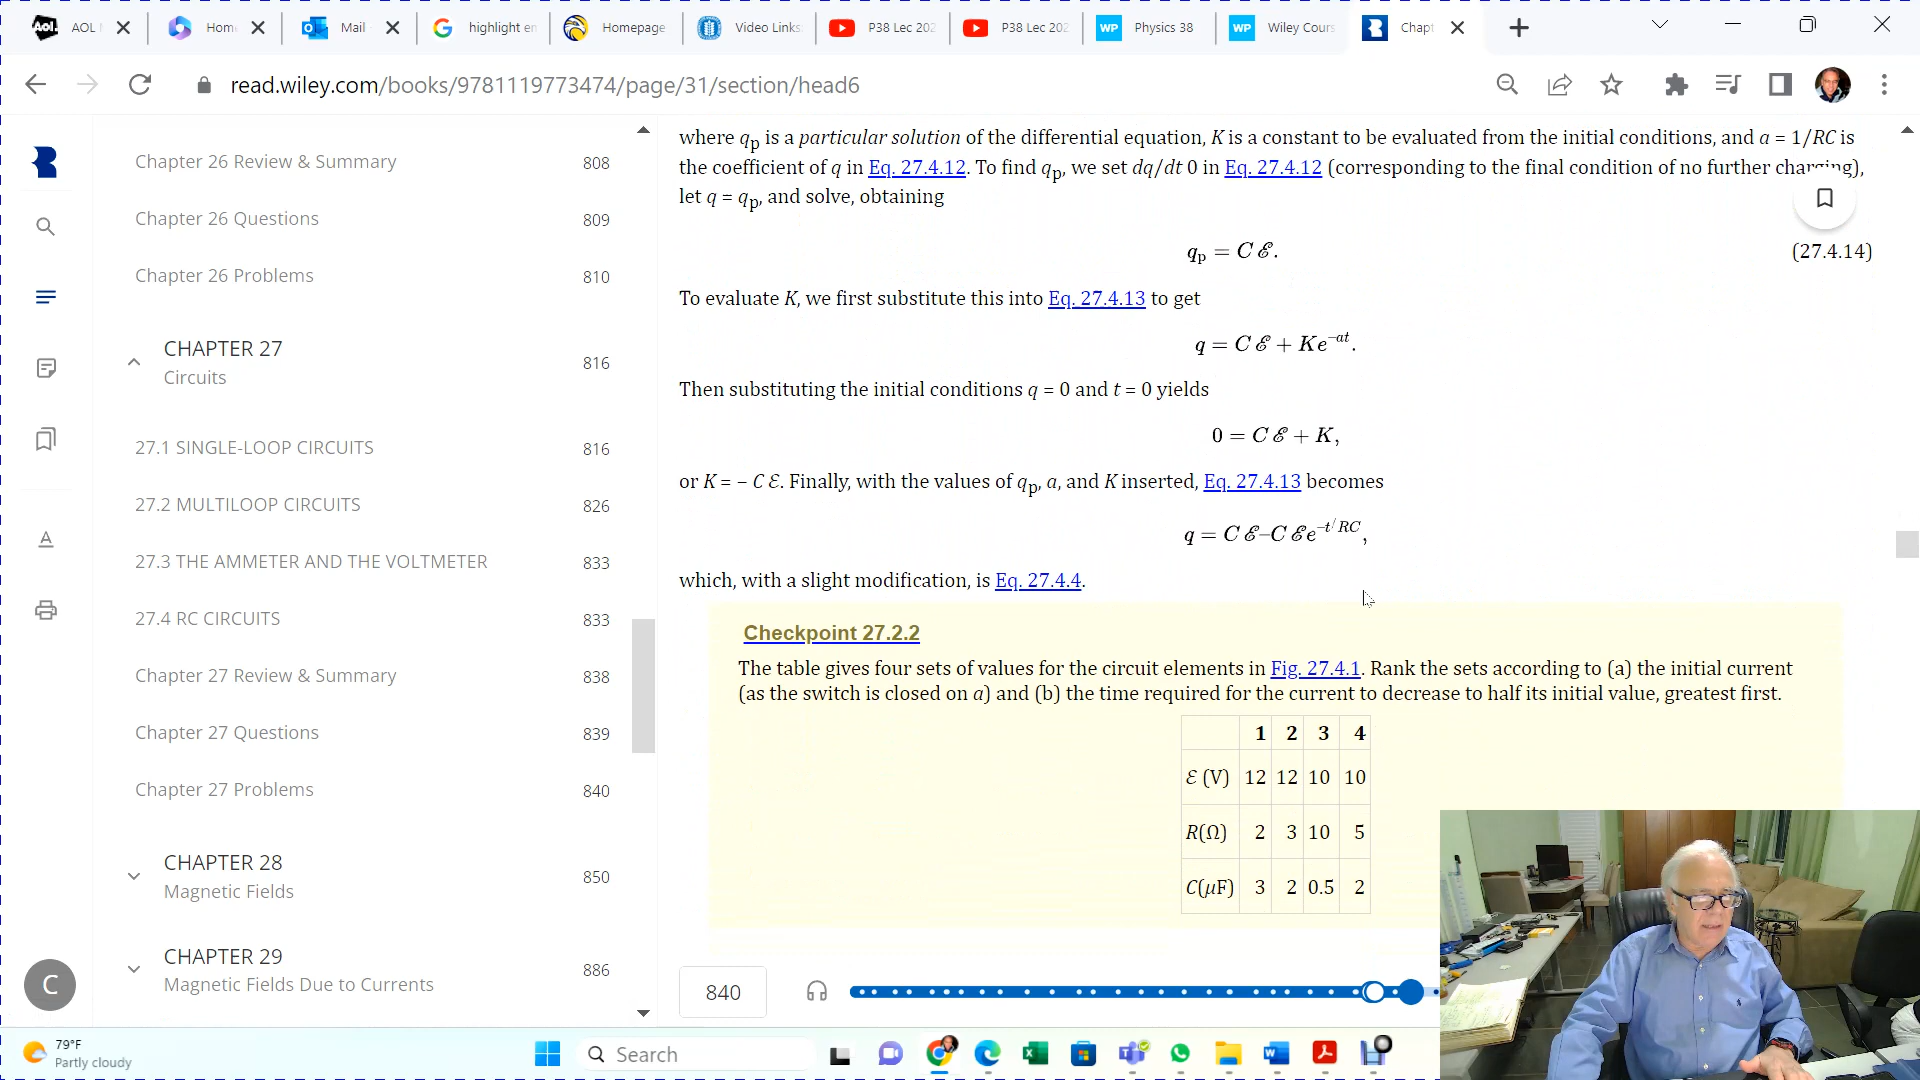 AOL
Home
Mail
highlight en
Homepage
Video Links
P38 Lec 202
P38 Lec 202
WP Physics 38
WP Wiley Cours
Chapt
read.wiley.com/books/9781119773474/page/31/section/head6
Chapter 26 Review & Summary 808
Chapter 26 Questions 809
Chapter 26 Problems 810
CHAPTER 27
Circuits 816
27.1 SINGLE-LOOP CIRCUITS 816
27.2 MULTILOOP CIRCUITS 826
27.3 THE AMMETER AND THE VOLTMETER 833
27.4 RC CIRCUITS 833
Chapter 27 Review & Summary 838
Chapter 27 Questions 839
Chapter 27 Problems 840
CHAPTER 28
Magnetic Fields 850
CHAPTER 29
Magnetic Fields Due to Currents 886
C
where qp is a particular solution of the differential equation, K is a constant to be evaluated from the initial conditions, and a = 1/RC is
the coefficient of q in Eq. 27.4.12. To find qp, we set dq/dt 0 in Eq. 27.4.12 (corresponding to the final condition of no further charging),
let q = qp, and solve, obtaining
qp = C ℰ. (27.4.14)
To evaluate K, we first substitute this into Eq. 27.4.13 to get
q = C ℰ + Ke^–at.
Then substituting the initial conditions q = 0 and t = 0 yields
0 = C ℰ + K,
or K = – C ℰ. Finally, with the values of qp, a, and K inserted, Eq. 27.4.13 becomes
q = C ℰ–C ℰe^–t/RC,
which, with a slight modification, is Eq. 27.4.4.
Checkpoint 27.2.2
The table gives four sets of values for the circuit elements in Fig. 27.4.1. Rank the sets according to (a) the initial current
(as the switch is closed on a) and (b) the time required for the current to decrease to half its initial value, greatest first.
1 2 3 4
ℰ (V) 12 12 10 10
R(Ω) 2 3 10 5
C(μF) 3 2 0.5 2
840
79°F
Partly cloudy
Search